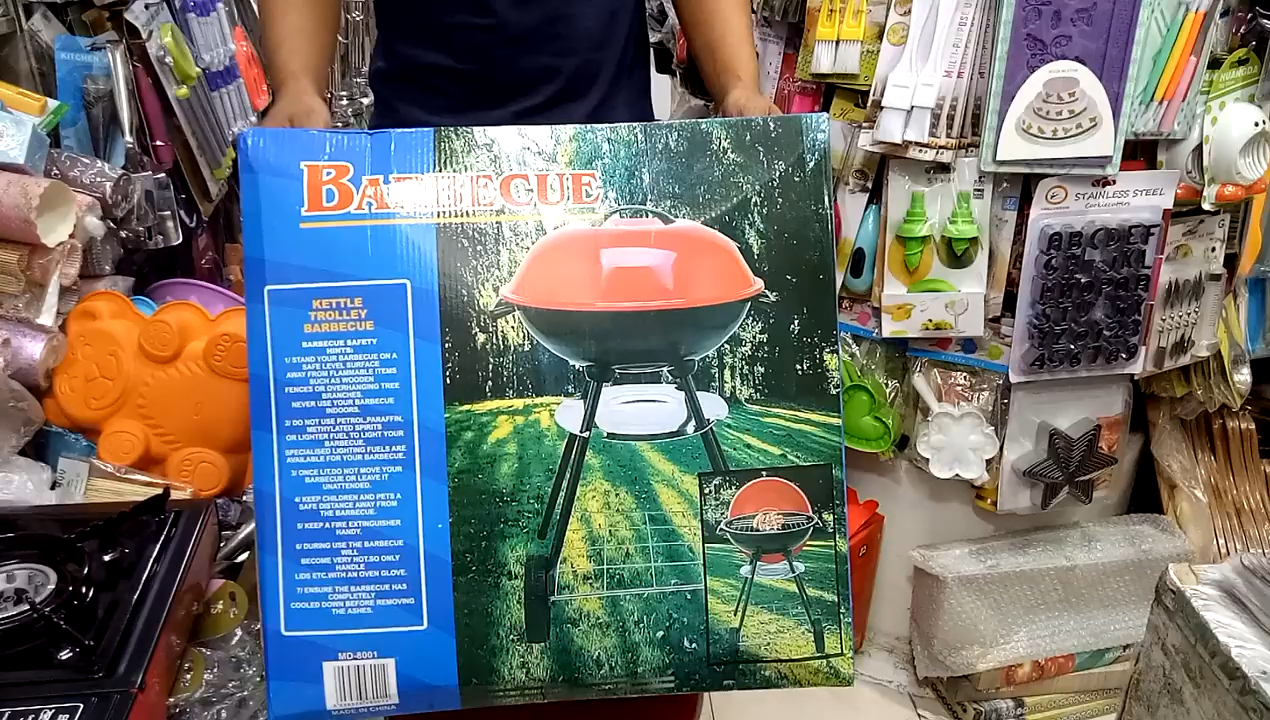 BARBECUE
KETTLE
TROLLEY
BARBECUE
BARBECUE SAFETY
HINTS:
1/ STAND YOUR BARBECUE ON A
SAFE LEVEL SURFACE
AWAY FROM FLAMMABLE ITEMS
SUCH AS WOODEN
FENCES OR OVERHANGING TREE
BRANCHES.
NEVER USE YOUR BARBECUE
INDOORS.
2/ DO NOT USE PETROL,PARAFFIN,
METHYLATED SPIRITS
OR LIGHTER FUEL TO LIGHT YOUR
BARBECUE.
SPECIALISED LIGHTING FUELS ARE
AVAILABLE FOR YOUR BARBECUE.
3/ ONCE LIT,DO NOT MOVE YOUR
BARBECUE OR LEAVE IT
UNATTENDED.
4/ KEEP CHILDREN AND PETS A
SAFE DISTANCE AWAY FROM
THE BARBECUE.
5/ KEEP A FIRE EXTINGUISHER
HANDY.
6/ DURING USE THE BARBECUE
WILL
BECOME VERY HOT.SO ONLY
HANDLE
LIDS ETC.WITH AN OVEN GLOVE.
7/ ENSURE THE BARBECUE HAS
COMPLETELY
COOLED DOWN BEFORE REMOVING
THE ASHES.
MD-8001
MADE IN CHINA
KITCHEN
MULTI-PURPOSE
HUANGDA
STAINLESS STEEL
Cookiecutters
ABCDEF